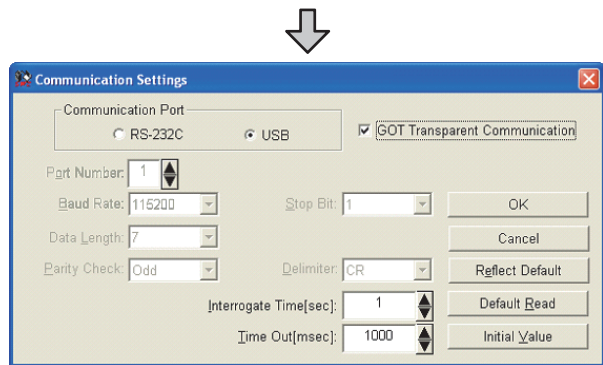 Communication Settings
Communication Port
RS-232C USB GOT Transparent Communication
Port Number: 1
Baud Rate: 115200 Stop Bit: 1 OK
Data Length: 7 Cancel
Parity Check: Odd Delimiter: CR Reflect Default
Interrogate Time[sec]: 1 Default Read
Time Out[msec]: 1000 Initial Value